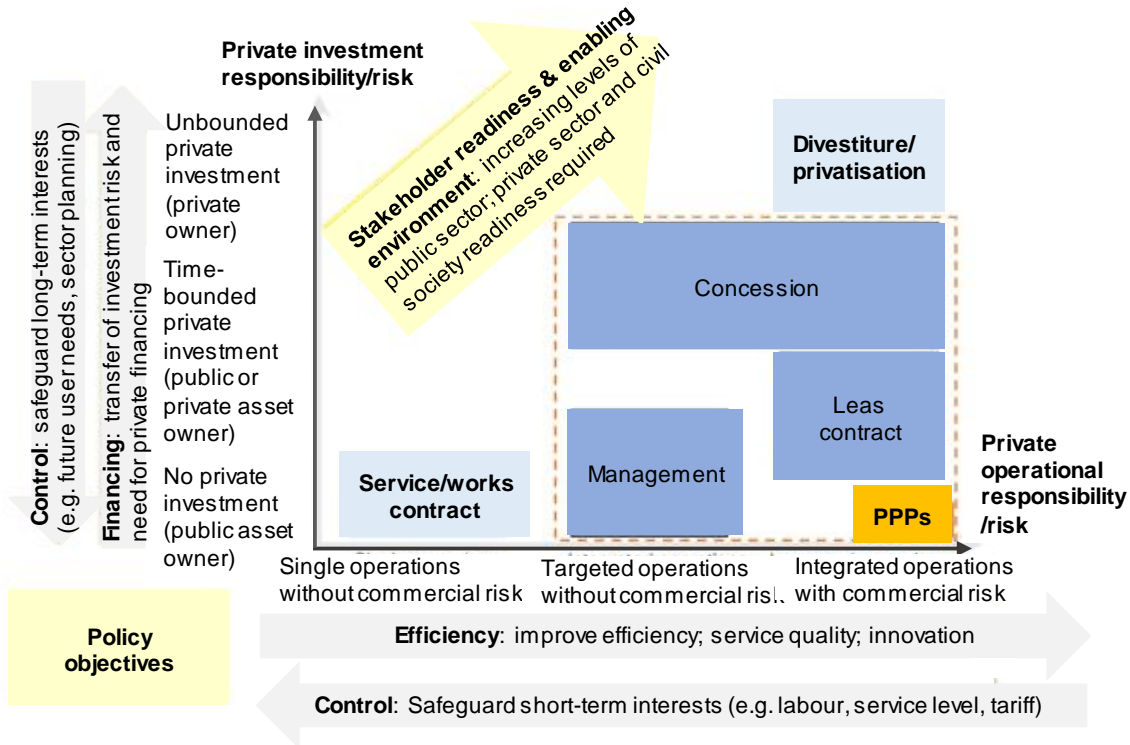 Private investment
responsibility/risk
Stakeholder readiness & enabling
environment: increasing levels of
public sector; private sector and civil
society readiness required
Control: safeguard long-term interests
(e.g. future user needs, sector planning)
Financing: transfer of investment risk and
need for private financing
Unbounded
private
investment
(private
owner)
Time-
bounded
private
investment
(public or
private asset
owner)
No private
investment
(public asset
owner)
Divestiture/
privatisation
Concession
Leas
contract
Management
Service/works
contract
PPPs
Private
operational
responsibility
/risk
Single operations
without commercial risk
Targeted operations
without commercial risk.
Integrated operations
with commercial risk
Policy
objectives
Efficiency: improve efficiency; service quality; innovation
Control: Safeguard short-term interests (e.g. labour, service level, tariff)